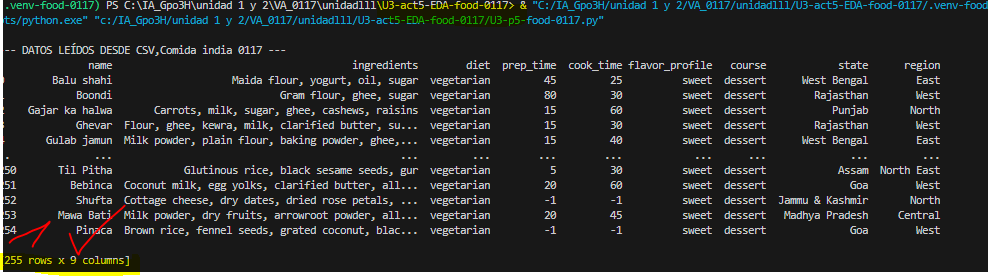 .venv-food-0117) PS C:\IA_Gpo3H\unidad 1 y 2\VA_0117\unidadlll\U3-act5-EDA-food-0117> & "C:/IA_Gpo3H/unidad 1 y 2/VA_0117/unidadlll/U3-act5-EDA-food-0117/.venv-food
ts/python.exe" "c:/IA_Gpo3H/unidad 1 y 2/VA_0117/unidadlll/U3-act5-EDA-food-0117/U3-p5-food-0117.py"
-- DATOS LEÍDOS DESDE CSV,Comida india 0117 ---
name ingredients diet prep_time cook_time flavor_profile course state region
Balu shahi Maida flour, yogurt, oil, sugar vegetarian 45 25 sweet dessert West Bengal East
Boondi Gram flour, ghee, sugar vegetarian 80 30 sweet dessert Rajasthan West
Gajar ka halwa Carrots, milk, sugar, ghee, cashews, raisins vegetarian 15 60 sweet dessert Punjab North
Ghevar Flour, ghee, kewra, milk, clarified butter, su... vegetarian 15 30 sweet dessert Rajasthan West
Gulab jamun Milk powder, plain flour, baking powder, ghee,... vegetarian 15 40 sweet dessert West Bengal East
. ... ... ... ... ... ... ... ... ...
250 Til Pitha Glutinous rice, black sesame seeds, gur vegetarian 5 30 sweet dessert Assam North East
251 Bebinca Coconut milk, egg yolks, clarified butter, all... vegetarian 20 60 sweet dessert Goa West
252 Shufta Cottage cheese, dry dates, dried rose petals, ... vegetarian -1 -1 sweet dessert Jammu & Kashmir North
253 Mawa Bati Milk powder, dry fruits, arrowroot powder, all... vegetarian 20 45 sweet dessert Madhya Pradesh Central
254 Pinaca Brown rice, fennel seeds, grated coconut, blac... vegetarian -1 -1 sweet dessert Goa West
255 rows x 9 columns]